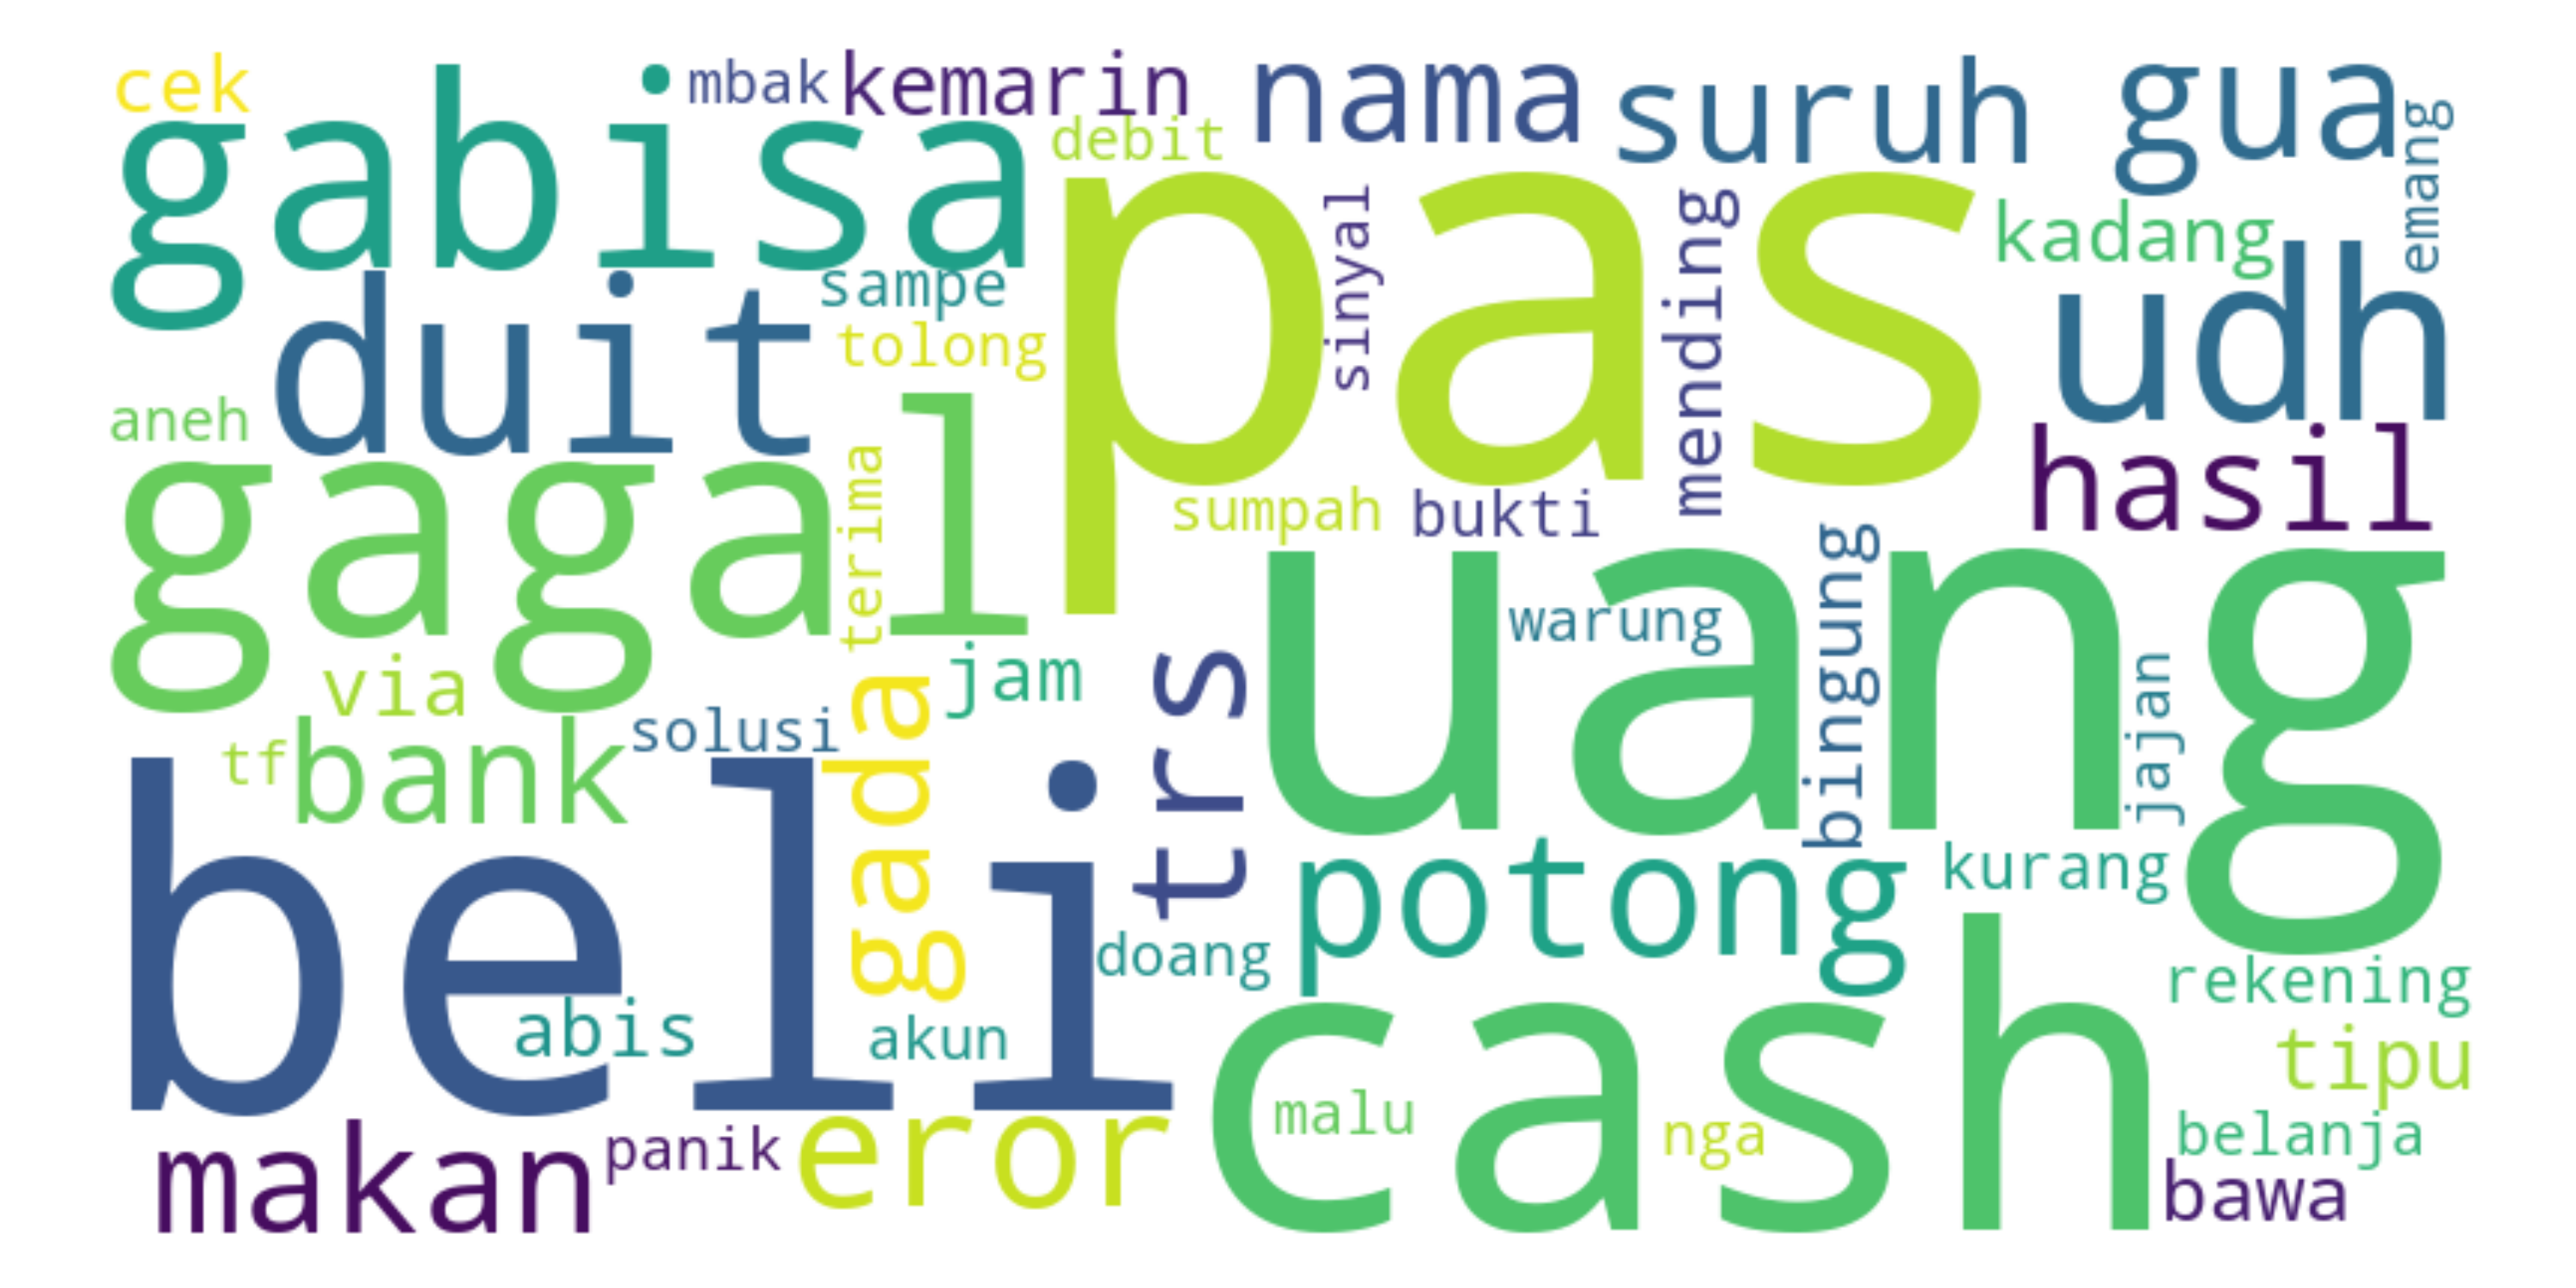 cek
mbak
kemarin
nama
suruh
gua
emang
gabisa
debit
pas
sinyal
mending
kadang
udh
duit
sampe
tolong
aneh
gagal
terima
sumpah
bukti
hasil
uang
warung
bingung
jajan
via
jam
trs
tf
bank
solusi
gada
beli
potong
kurang
doang
rekening
abis
akun
cash
tipu
malu
nga
belanja
makan
panik
eror
bawa